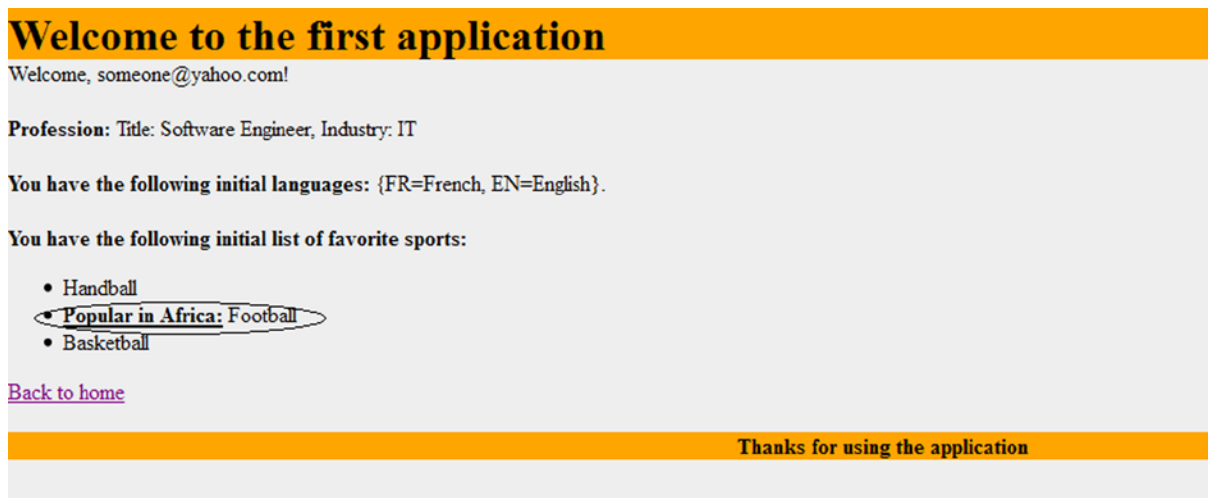 Welcome to the first application
Welcome, someone@yahoo.com!
Profession: Title: Software Engineer, Industry: IT
You have the following initial languages: {FR=French, EN=English}.
You have the following initial list of favorite sports:
• Handball
• Popular in Africa: Football
• Basketball
Back to home
Thanks for using the application